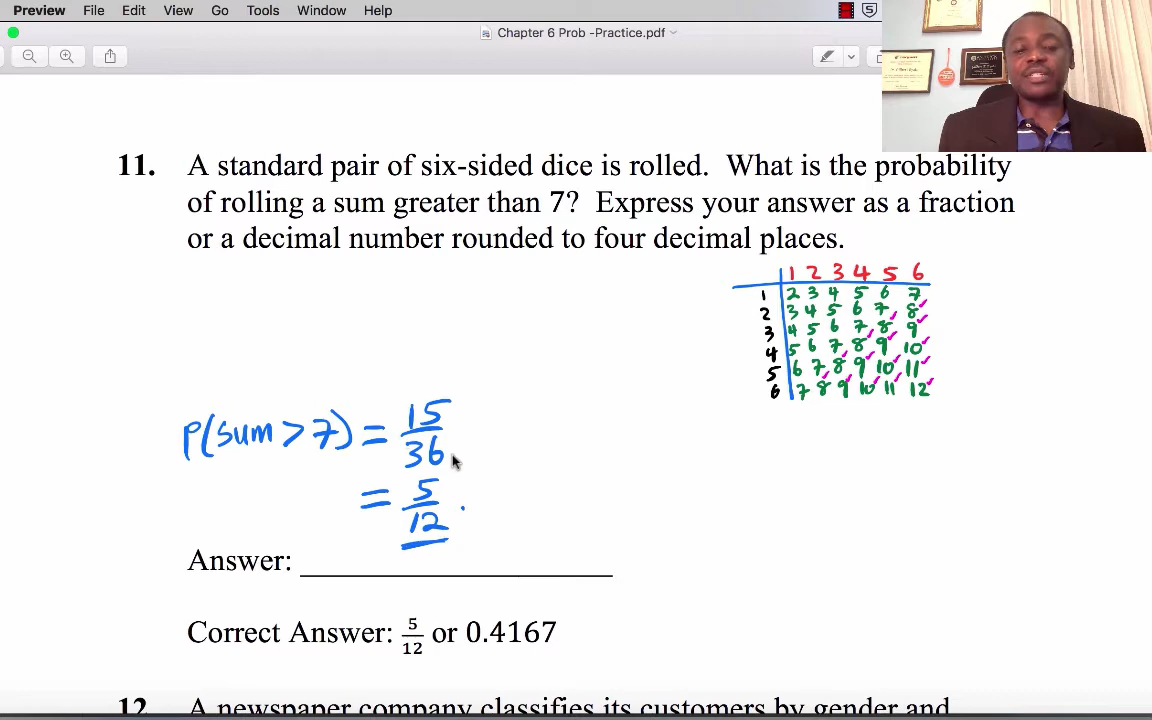 Preview File Edit View Go Tools Window Help 5
Chapter 6 Prob -Practice.pdf
11. A standard pair of six-sided dice is rolled. What is the probability
of rolling a sum greater than 7? Express your answer as a fraction
or a decimal number rounded to four decimal places.
1 2 3 4 5 6
1 2 3 4 5 6 7
2 3 4 5 6 7 8
3 4 5 6 7 8 9
4 5 6 7 8 9 10
5 6 7 8 9 10 11
6 7 8 9 10 11 12
P(sum > 7) = 15/36
= 5/12 .
Answer: ____________________
Correct Answer: 5/12 or 0.4167
12 A newspaper company classifies its customers by gender and